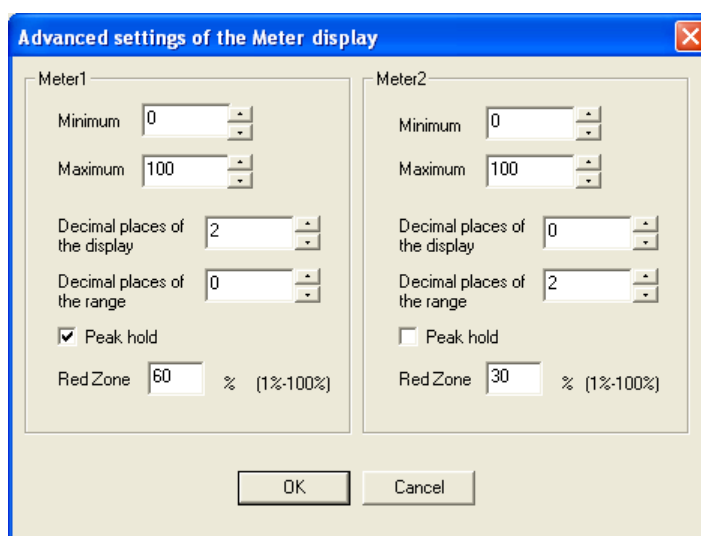 Advanced settings of the Meter display
Meter1
Minimum 0
Maximum 100
Decimal places of
the display 2
Decimal places of
the range 0
Peak hold
Red Zone 60 % (1%-100%)
Meter2
Minimum 0
Maximum 100
Decimal places of
the display 0
Decimal places of
the range 2
Peak hold
Red Zone 30 % (1%-100%)
OK
Cancel